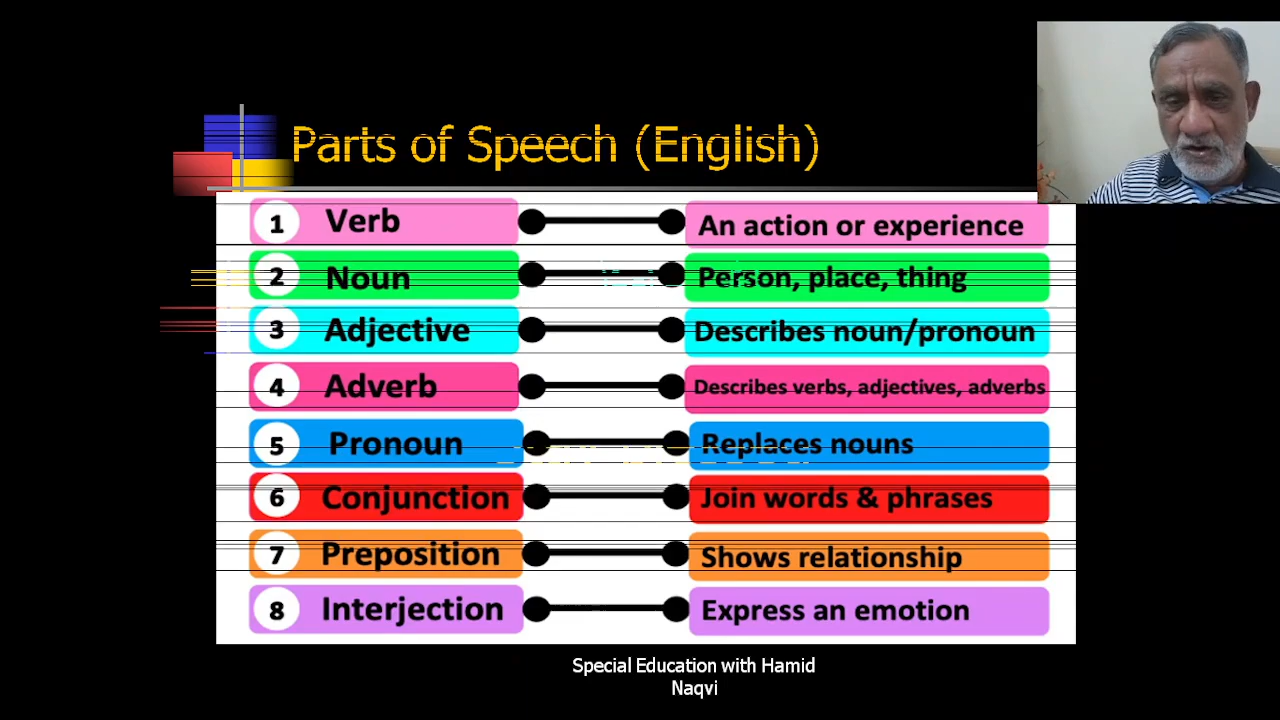 Parts of Speech (English)
1 Verb An action or experience
2 Noun Person, place, thing
3 Adjective Describes noun/pronoun
4 Adverb Describes verbs, adjectives, adverbs
5 Pronoun Replaces nouns
6 Conjunction Join words & phrases
7 Preposition Shows relationship
8 Interjection Express an emotion
Special Education with Hamid
Naqvi